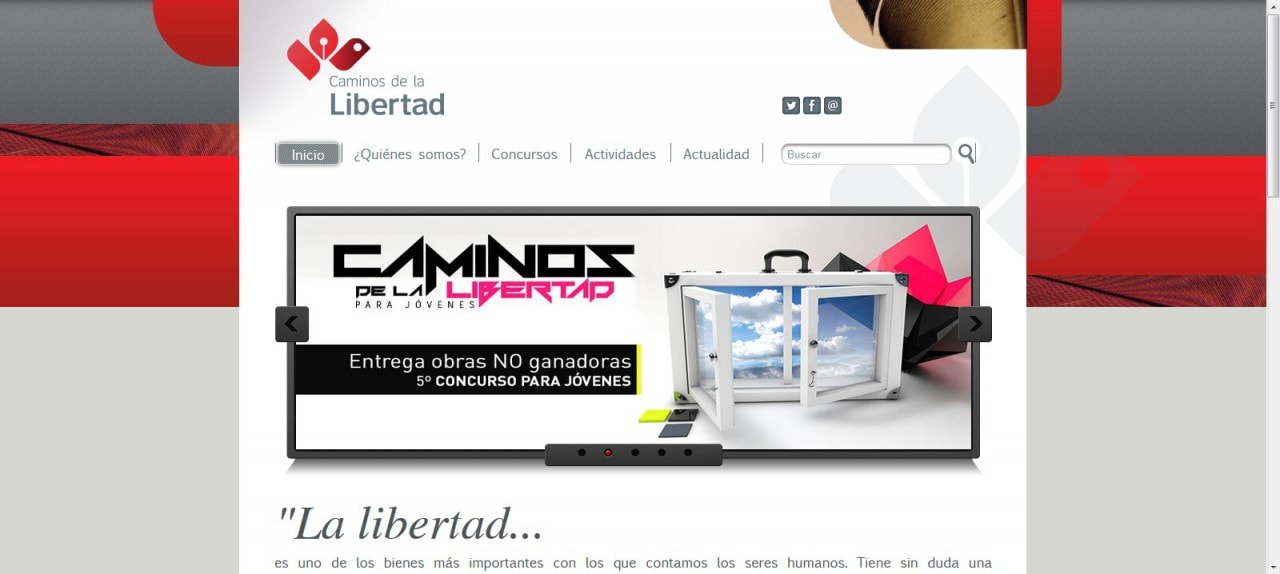 Caminos de la
Libertad
Inicio
¿Quiénes somos?
Concursos
Actividades
Actualidad
Buscar
CAMINOS
DE LA LIBERTAD
PARA JÓVENES
Entrega obras NO ganadoras
5º CONCURSO PARA JÓVENES
"La libertad...
es uno de los bienes más importantes con los que contamos los seres humanos. Tiene sin duda una